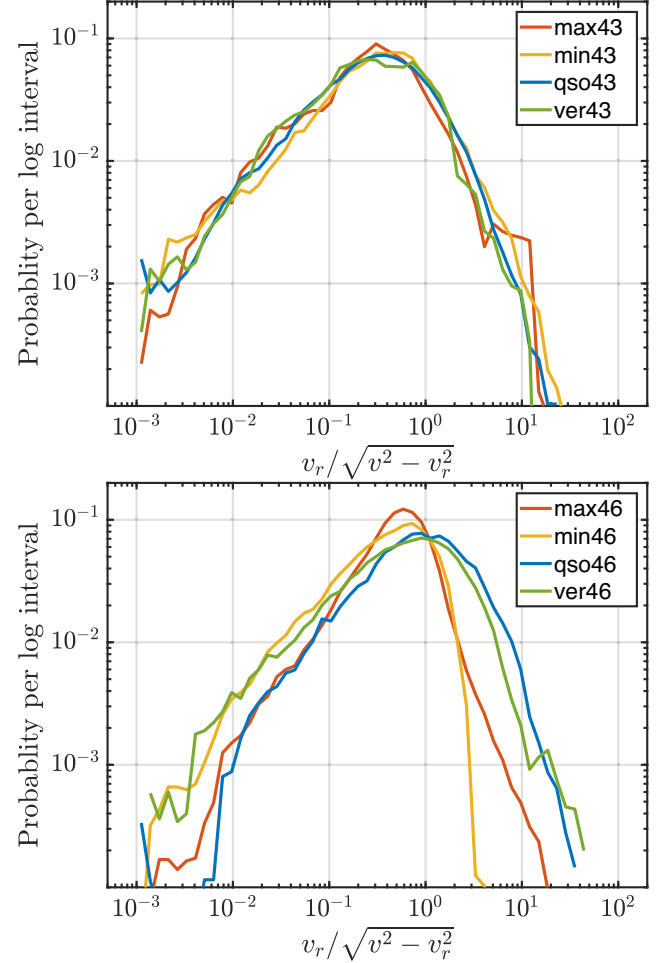 max43
min43
qso43
ver43
Probablity per log interval
10^{-1}
10^{-2}
10^{-3}
10^{-3} 10^{-2} 10^{-1} 10^{0} 10^{1} 10^{2}
v_r/\sqrt{v^2 - v_r^2}
max46
min46
qso46
ver46
Probablity per log interval
10^{-1}
10^{-2}
10^{-3}
10^{-3} 10^{-2} 10^{-1} 10^{0} 10^{1} 10^{2}
v_r/\sqrt{v^2 - v_r^2}